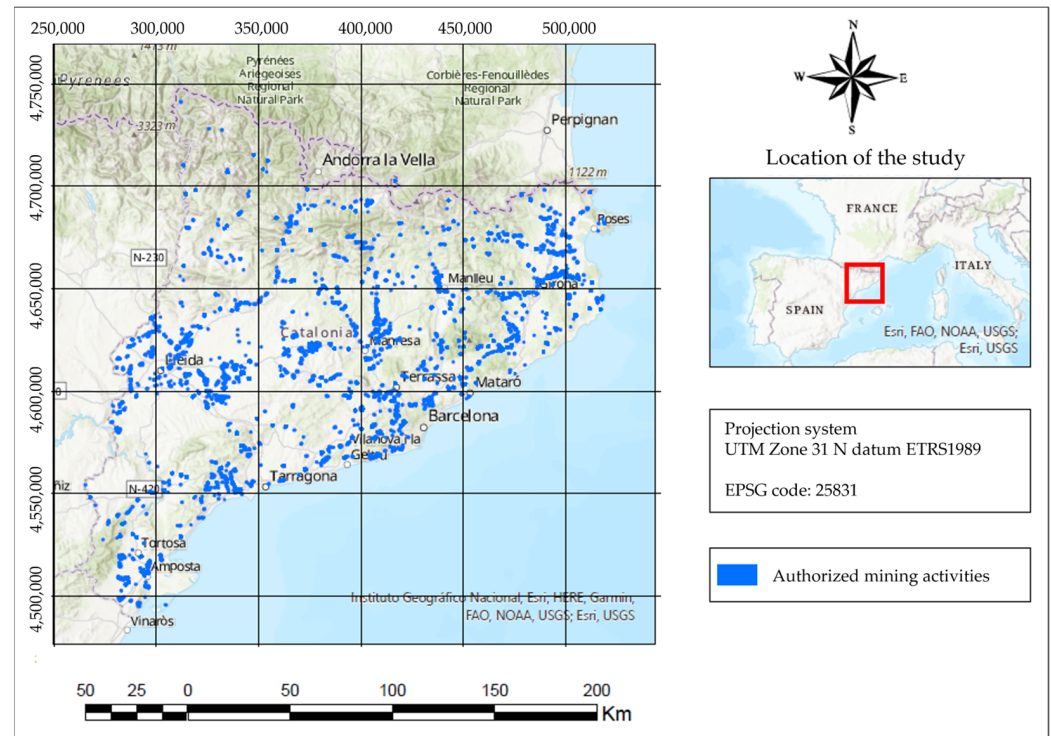 250,000 300,000 350,000 400,000 450,000 500,000
4,750,000
4,700,000
4,650,000
4,600,000
4,550,000
4,500,000
1473 m
Pyrenees
Pyrénées
Ariégeoises
Regional
Natural Park
Corbières-Fenouillèdes
Regional
Natural Park
3323 m
Perpignan
Andorra la Vella
1122 m
Roses
N-230
Manlleu
Girona
Catalonia
Manresa
Lleida
Terrassa
Mataró
Barcelona
Vilanova i la
Geltrú
Tarragona
N-420
ñiz
Tortosa
Amposta
Vinaròs
Instituto Geográfico Nacional, Esri, HERE, Garmin,
FAO, NOAA, USGS; Esri, USGS
50 25 0 50 100 150 200
Km
N
W E
S
Location of the study
FRANCE
ITALY
SPAIN
Esri, FAO, NOAA, USGS;
Esri, USGS
Projection system
UTM Zone 31 N datum ETRS1989
EPSG code: 25831
Authorized mining activities